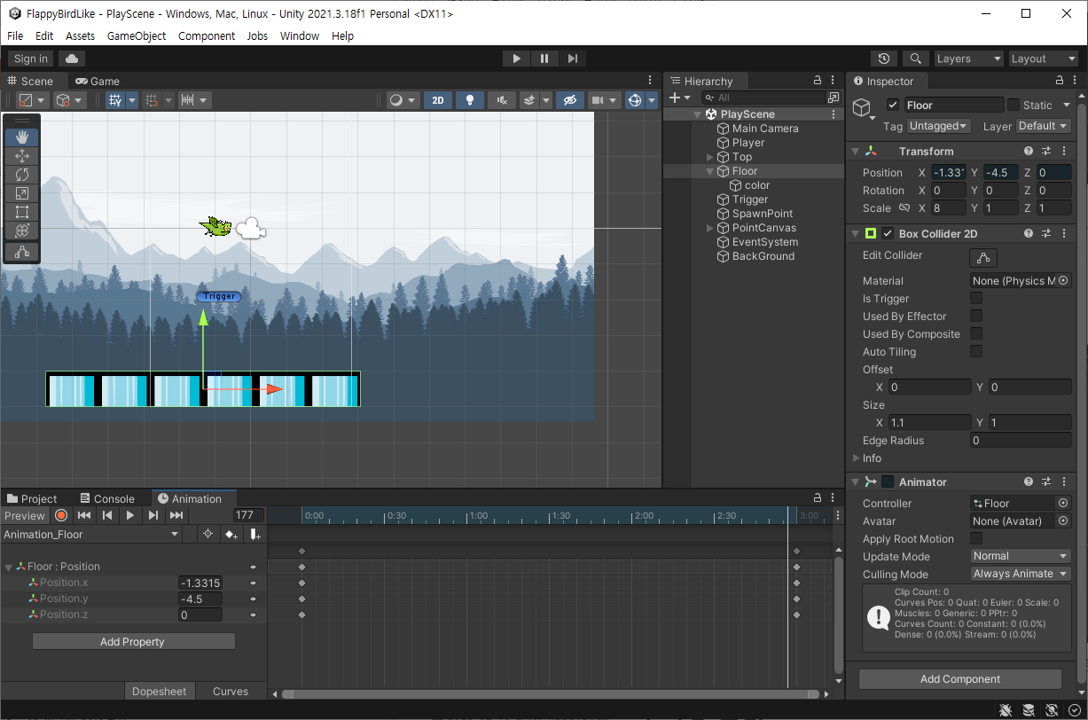 FlappyBirdLike - PlayScene - Windows, Mac, Linux - Unity 2021.3.18f1 Personal <DX11>
File Edit Assets GameObject Component Jobs Window Help
Sign in
Layers Layout
Scene Game
2D
Trigger
Hierarchy
All
PlayScene
Main Camera
Player
Top
Floor
color
Trigger
SpawnPoint
PointCanvas
EventSystem
BackGround
Inspector
Floor Static
Tag Untagged Layer Default
Transform
Position X -1.331 Y -4.5 Z 0
Rotation X 0 Y 0 Z 0
Scale X 8 Y 1 Z 1
Box Collider 2D
Edit Collider
Material None (Physics M
Is Trigger
Used By Effector
Used By Composite
Auto Tiling
Offset
X 0 Y 0
Size
X 1.1 Y 1
Edge Radius 0
Info
Animator
Controller Floor
Avatar None (Avatar)
Apply Root Motion
Update Mode Normal
Culling Mode Always Animate
Clip Count: 0
Curves Pos: 0 Quat: 0 Euler: 0 Scale: 0
Muscles: 0 Generic: 0 PPtr: 0
Curves Count: 0 Constant: 0 (0.0%)
Dense: 0 (0.0%) Stream: 0 (0.0%)
Add Component
Project Console Animation
Preview 177 0:00 0:30 1:00 1:30 2:00 2:30 3:00
Animation_Floor
Floor : Position
Position.x -1.3315
Position.y -4.5
Position.z 0
Add Property
Dopesheet Curves